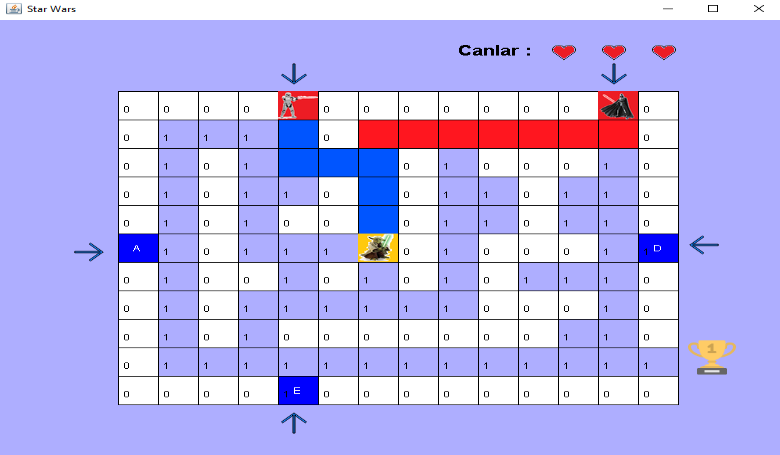 Star Wars
Canlar :
0 0 0 0 0 0 0 0 0 0 0 0
0 1 1 1 0 0
0 1 0 1 0 1 0 0 0 1 0
0 1 0 1 1 0 0 1 1 0 1 1 0
0 1 0 1 0 0 0 1 1 0 1 1 0
A 1 0 1 1 1 0 1 0 0 0 1 1 D
0 1 0 0 1 0 1 0 1 0 1 1 1 0
0 1 0 1 1 1 1 1 1 0 0 0 1 0
0 1 0 1 0 0 0 0 0 0 0 1 1 0
1
0 1 1 1 1 1 1 1 1 1 1 1 1 1
0 0 0 0 1 E 0 0 0 0 0 0 0 0 0